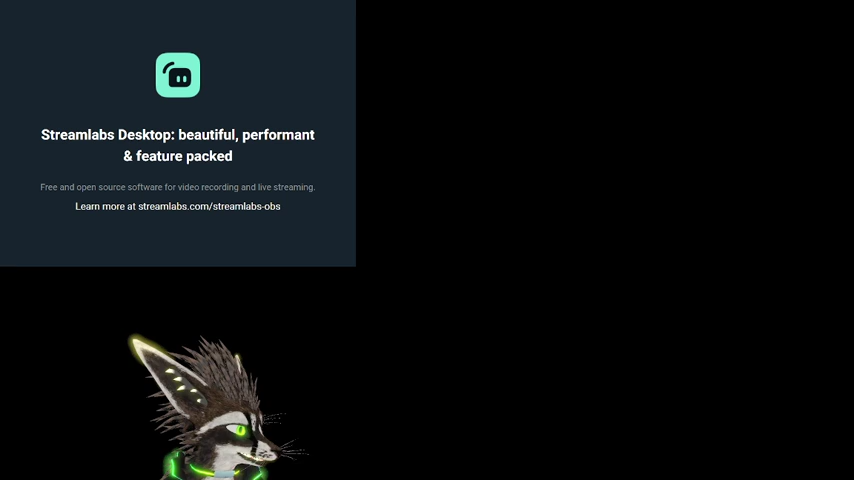 Streamlabs Desktop: beautiful, performant
& feature packed
Free and open source software for video recording and live streaming.
Learn more at streamlabs.com/streamlabs-obs